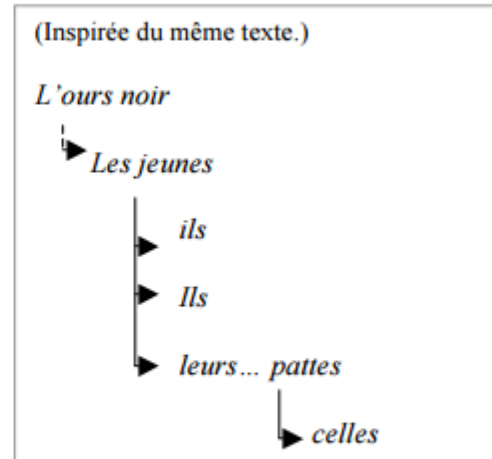 (Inspirée du même texte.)
L'ours noir
Les jeunes
ils
Ils
leurs... pattes
celles